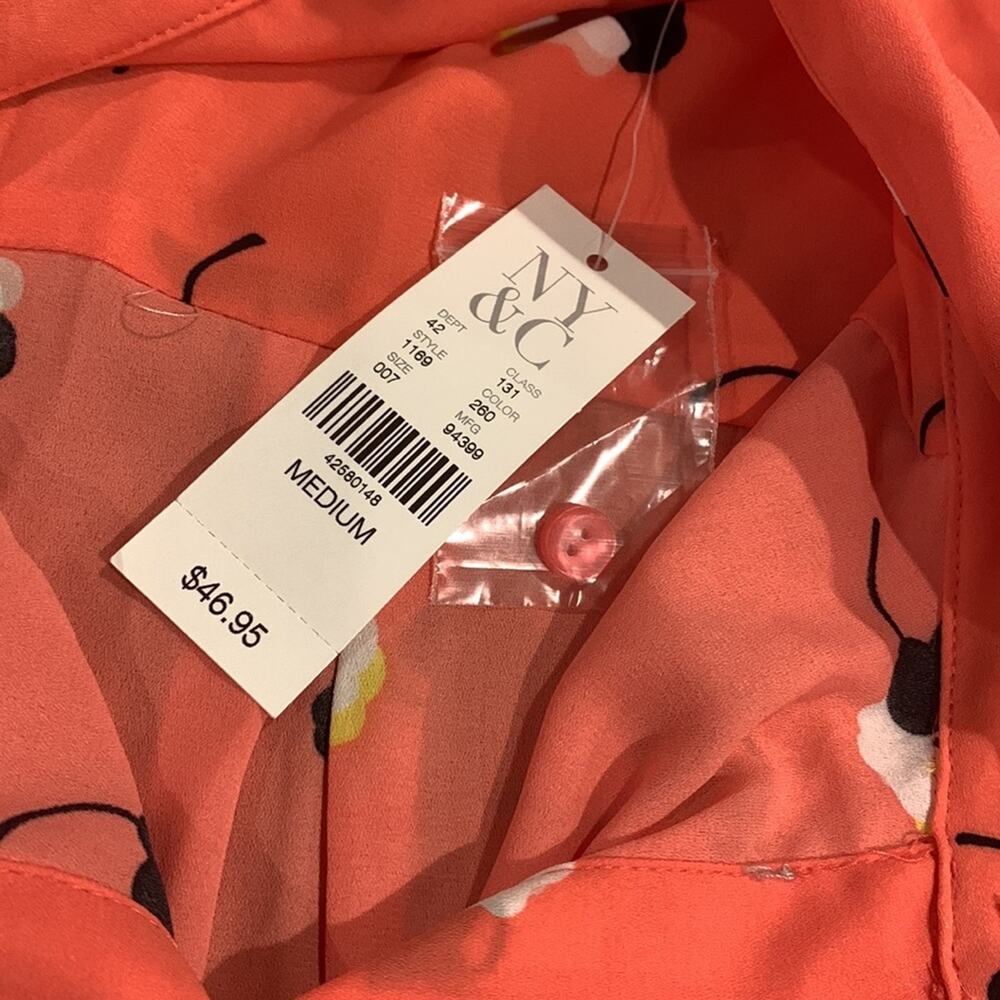 NY
&C
DEPT CLASS
42 131
STYLE COLOR
1169 260
SIZE MFG
007 94399
42580148
MEDIUM
$46.95